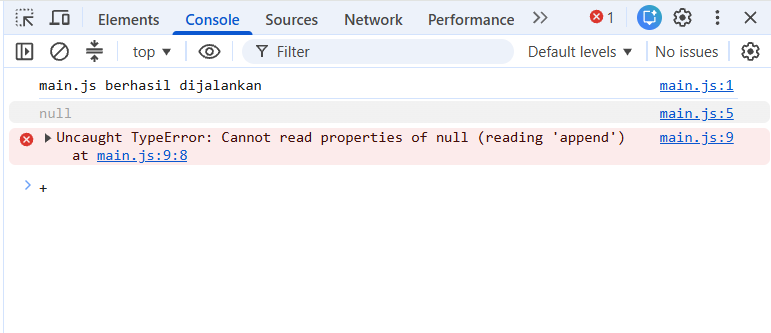 Elements Console Sources Network Performance 1
top Filter Default levels No issues
main.js berhasil dijalankan main.js:1
null main.js:5
Uncaught TypeError: Cannot read properties of null (reading 'append') main.js:9
at main.js:9:8
+